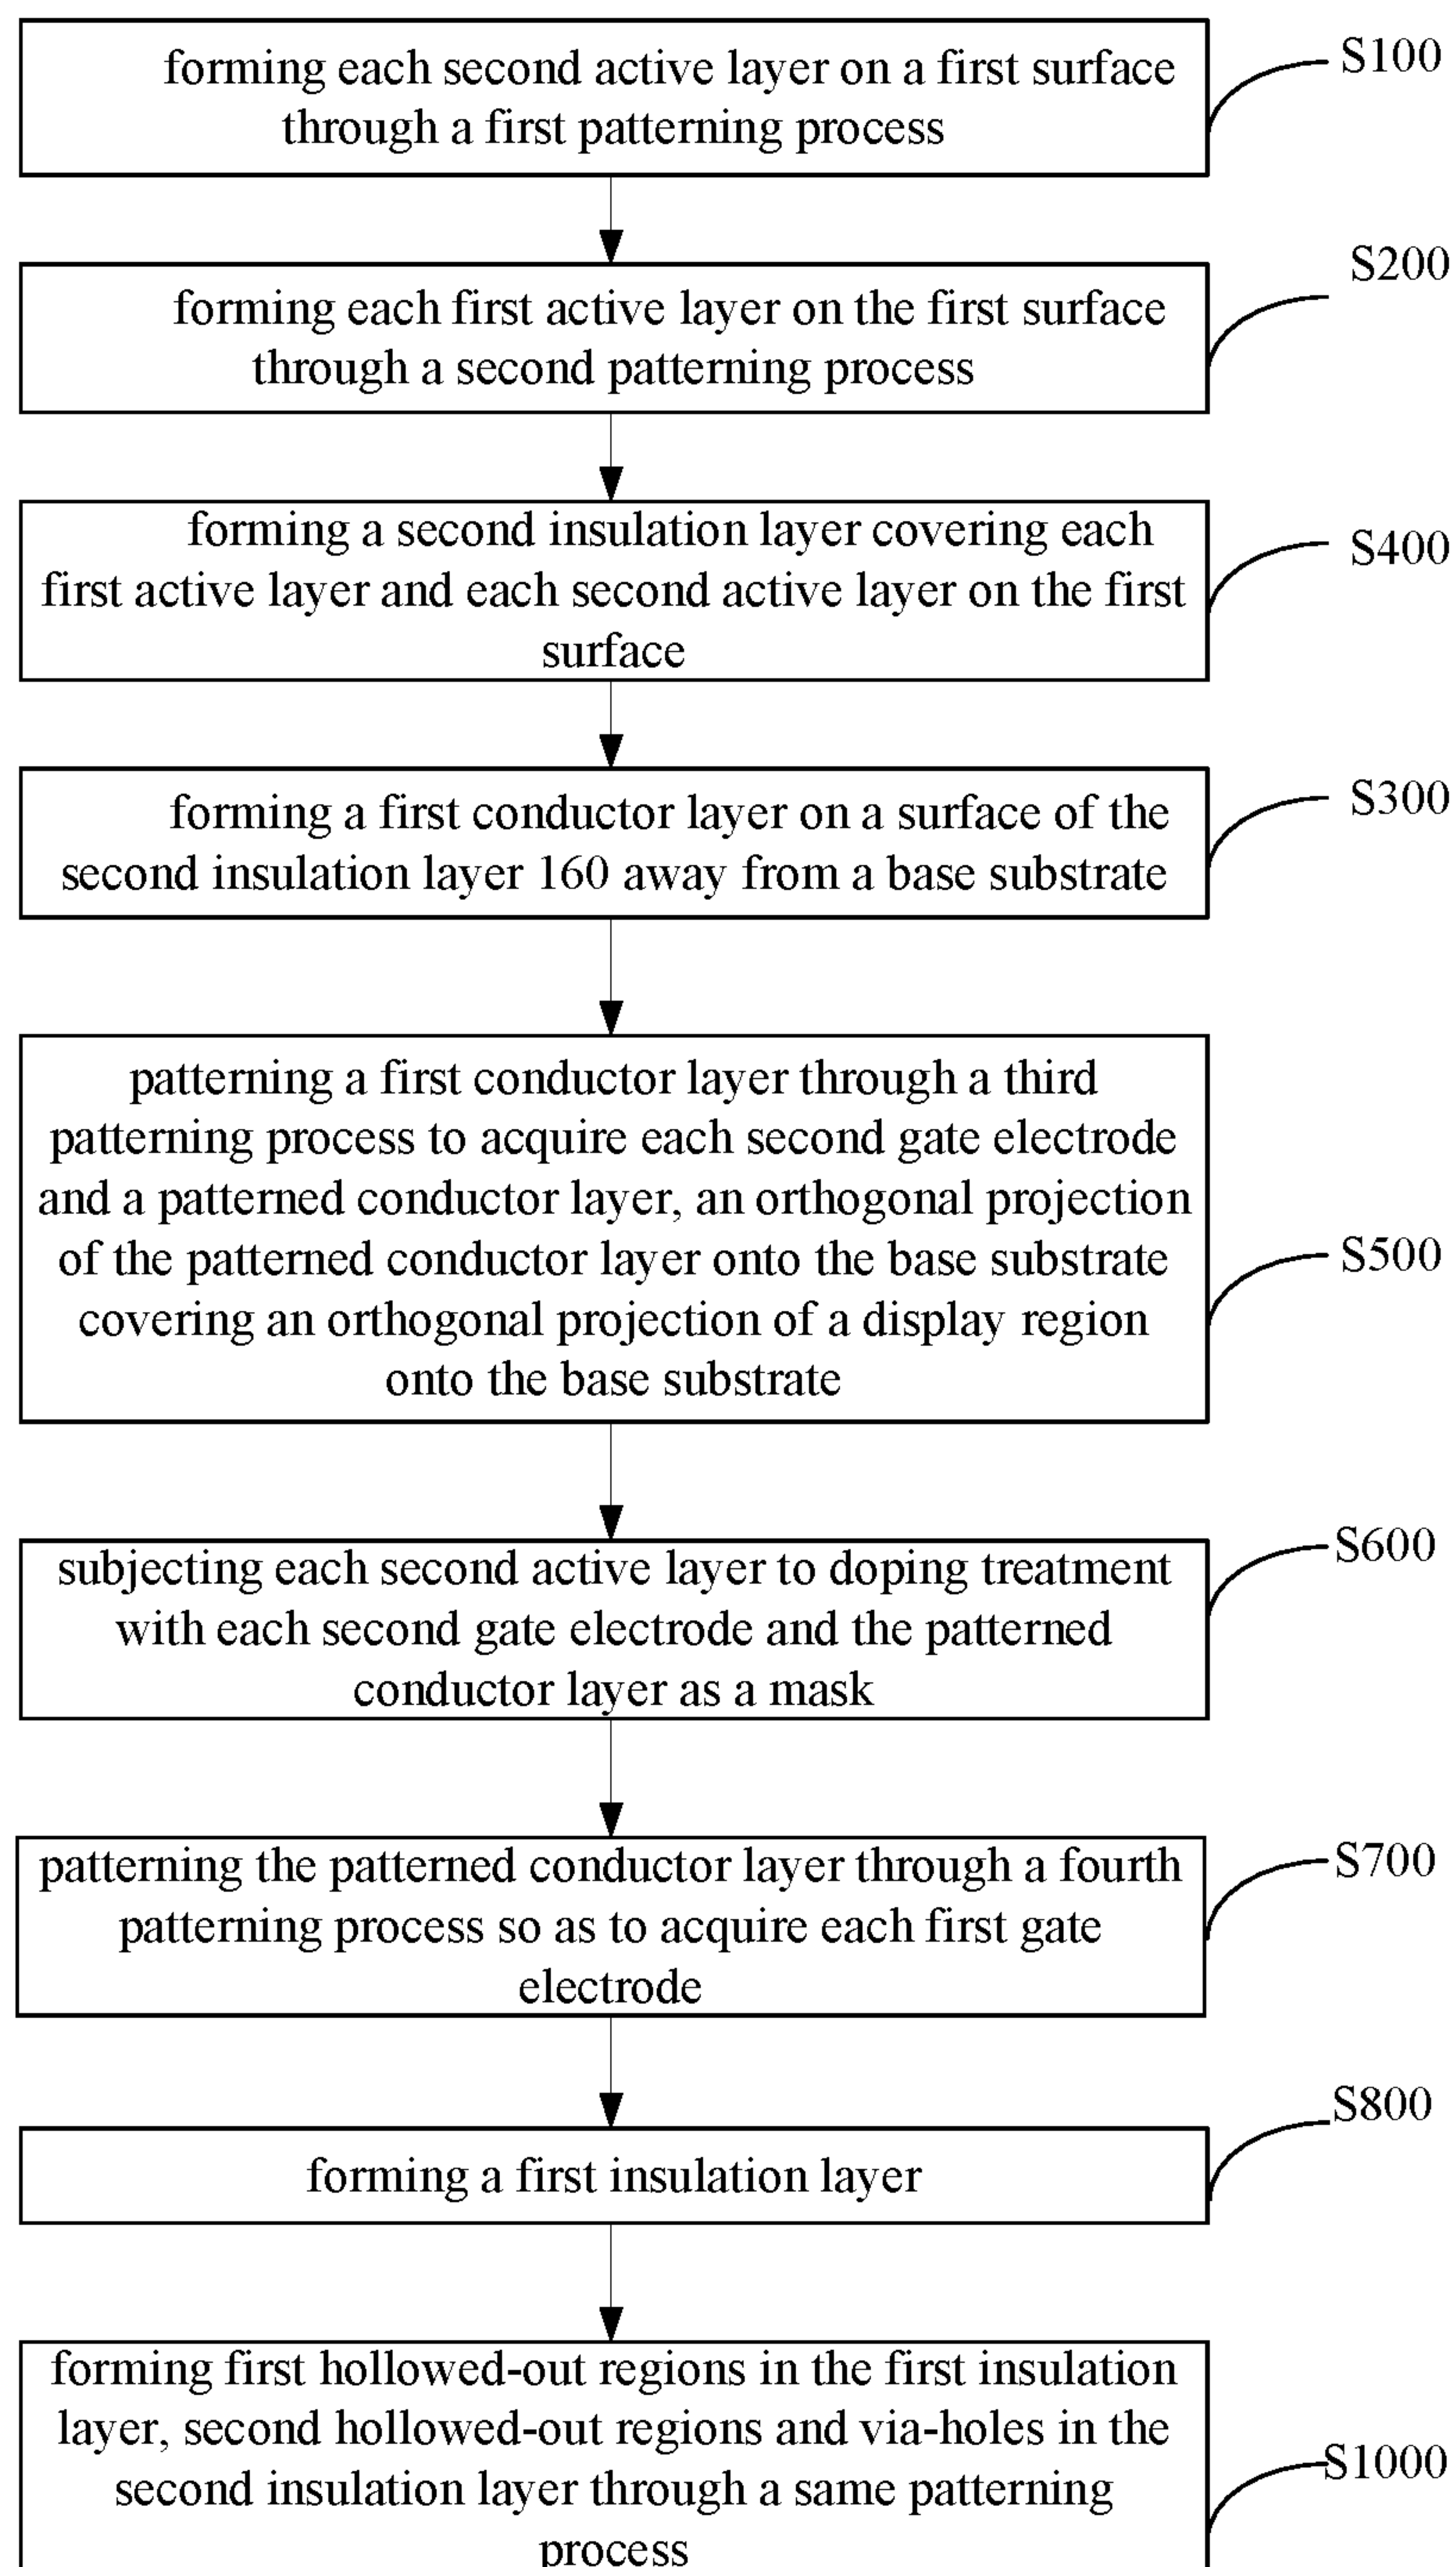 forming each second active layer on a first surface
through a first patterning process
S100
forming each first active layer on the first surface
through a second patterning process
S200
forming a second insulation layer covering each
first active layer and each second active layer on the first
surface
S400
forming a first conductor layer on a surface of the
second insulation layer 160 away from a base substrate
S300
patterning a first conductor layer through a third
patterning process to acquire each second gate electrode
and a patterned conductor layer, an orthogonal projection
of the patterned conductor layer onto the base substrate
covering an orthogonal projection of a display region
onto the base substrate
S500
subjecting each second active layer to doping treatment
with each second gate electrode and the patterned
conductor layer as a mask
S600
patterning the patterned conductor layer through a fourth
patterning process so as to acquire each first gate
electrode
S700
forming a first insulation layer
S800
forming first hollowed-out regions in the first insulation
layer, second hollowed-out regions and via-holes in the
second insulation layer through a same patterning
process
S1000